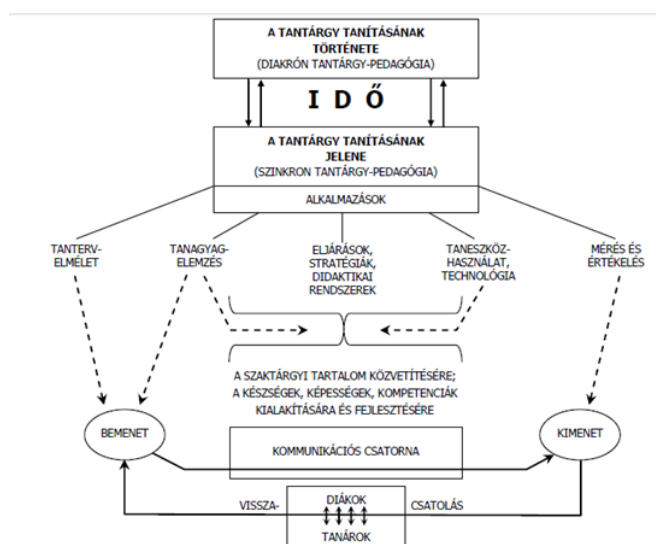 A TANTÁRGY TANÍTÁSÁNAK
TÖRTÉNETE
(DIAKRÓN TANTÁRGY-PEDAGÓGIA)
I D Ő
A TANTÁRGY TANÍTÁSÁNAK
JELENE
(SZINKRON TANTÁRGY-PEDAGÓGIA)
ALKALMAZÁSOK
TANTERV-
ELMÉLET
TANAGYAG-
ELEMZÉS
ELJÁRÁSOK,
STRATÉGIÁK,
DIDAKTIKAI
RENDSZEREK
TANESZKÖZ-
HASZNÁLAT,
TECHNOLÓGIA
MÉRÉS ÉS
ÉRTÉKELÉS
A SZAKTÁRGYI TARTALOM KÖZVETÍTÉSÉRE;
A KÉSZSÉGEK, KÉPESSÉGEK, KOMPETENCIÁK
KIALAKÍTÁSÁRA ÉS FEJLESZTÉSÉRE
BEMENET
KIMENET
KOMMUNIKÁCIÓS CSATORNA
VISSZA-
DIÁKOK
CSATOLÁS
TANÁROK